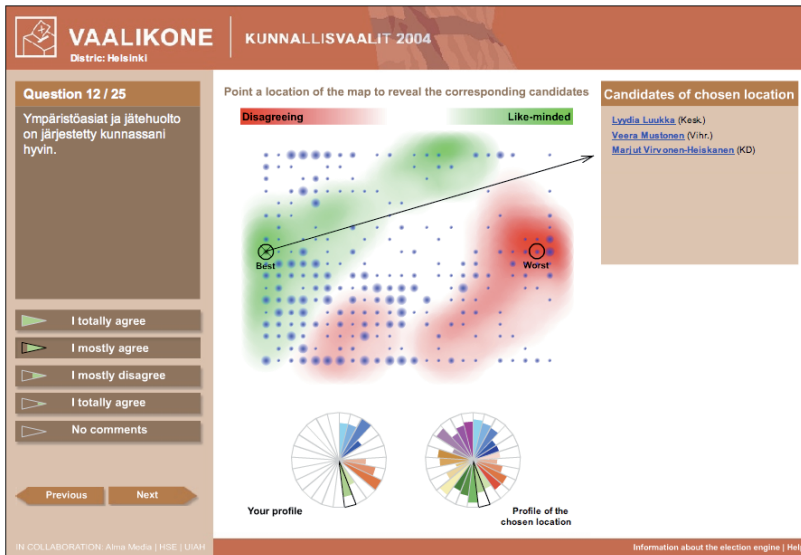 VAALIKONE
KUNNALLISVAALIT 2004
Distric: Helsinki
Question 12 / 25
Ympäristöasiat ja jätehuolto
on järjestetty kunnassani
hyvin.
I totally agree
I mostly agree
I mostly disagree
I totally agree
No comments
Previous
Next
IN COLLABORATION: Alma Media | HSE | UIAH
Point a location of the map to reveal the corresponding candidates
Disagreeing
Like-minded
Best
Worst
Your profile
Profile of the
chosen location
Candidates of chosen location
Lyydia Luukka (Kesk.)
Veera Mustonen (Vihr.)
Marjut Virvonen-Heiskanen (KD)
Information about the election engine | Hel